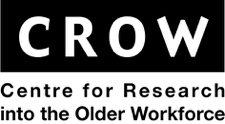 CROW
Centre for Research
into the Older Workforce